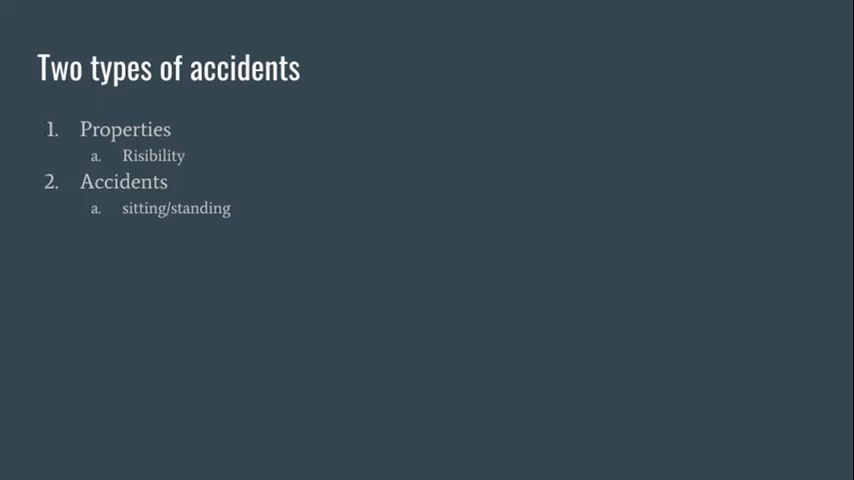 Two types of accidents
1. Properties
a. Risibility
2. Accidents
a. sitting/standing